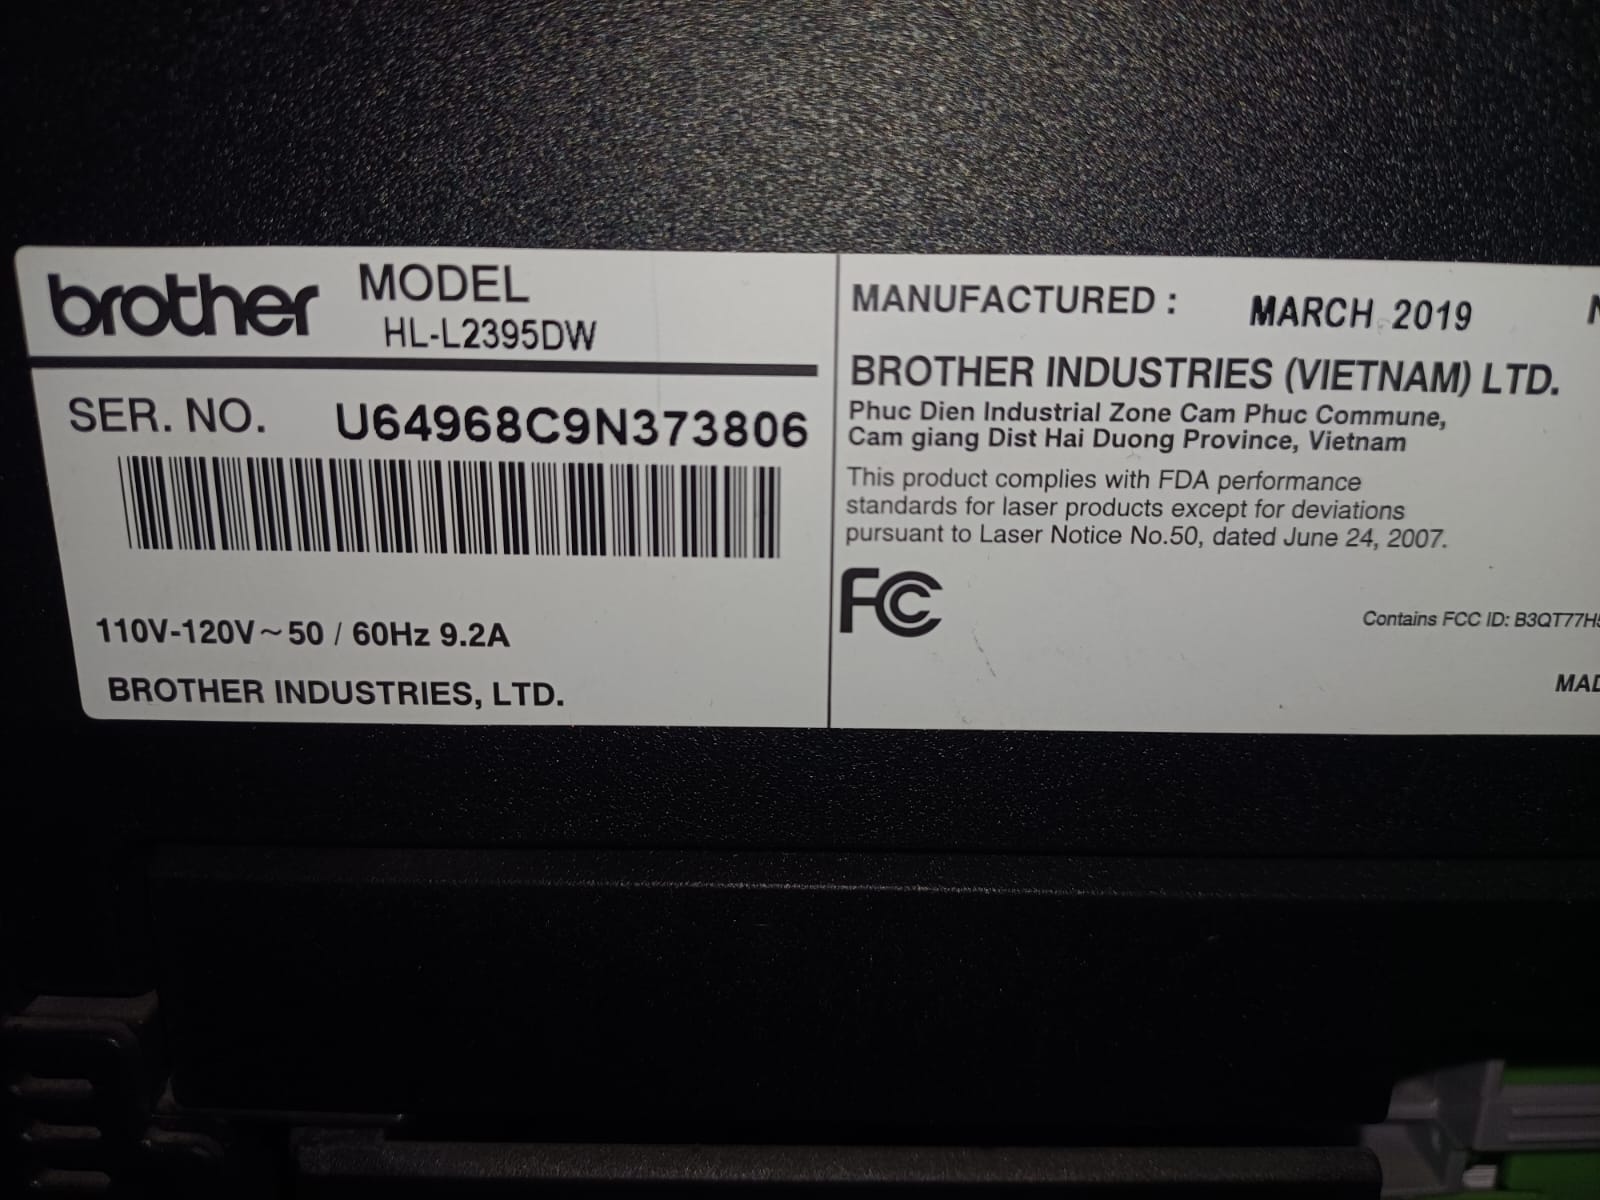 brother
MODEL
HL-L2395DW
SER. NO. U64968C9N373806
110V-120V~50 / 60Hz 9.2A
BROTHER INDUSTRIES, LTD.
MANUFACTURED : MARCH 2019
BROTHER INDUSTRIES (VIETNAM) LTD.
Phuc Dien Industrial Zone Cam Phuc Commune,
Cam giang Dist Hai Duong Province, Vietnam
This product complies with FDA performance
standards for laser products except for deviations
pursuant to Laser Notice No.50, dated June 24, 2007.
FC
Contains FCC ID: